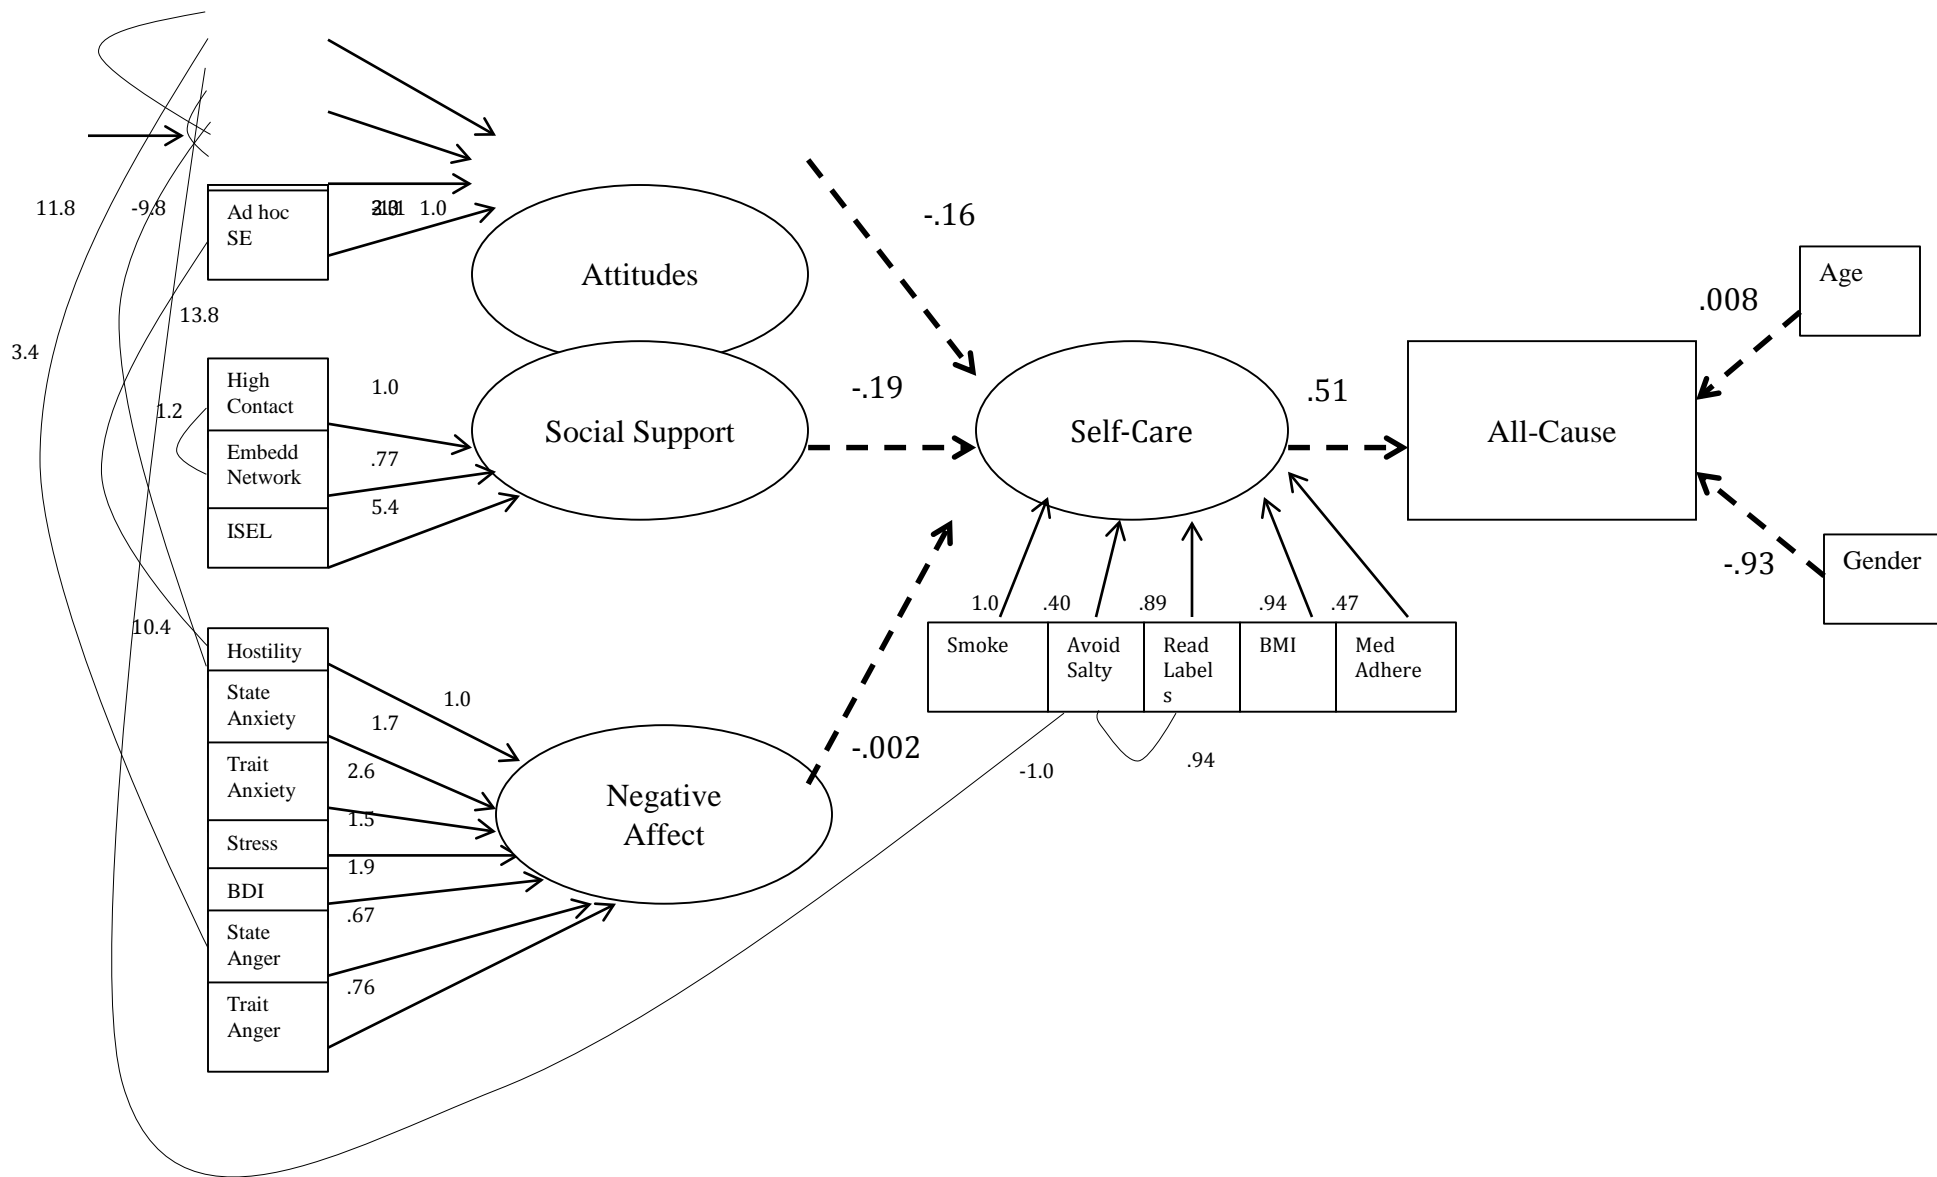 11.8
-9.8
Ad hoc
SE
1.0
Attitudes
-.16
13.8
3.4
.008
Age
High
Contact
1.0
1.2
Embedd
Network
.77
5.4
ISEL
Social Support
-.19
Self-Care
.51
All-Cause
-.93
Gender
10.4
Hostility
State
Anxiety
Trait
Anxiety
Stress
BDI
State
Anger
Trait
Anger
1.0
1.7
2.6
1.5
1.9
.67
.76
Negative
Affect
-.002
1.0
.40
.89
.94
.47
Smoke
Avoid
Salty
Read
Label
s
BMI
Med
Adhere
-1.0
.94